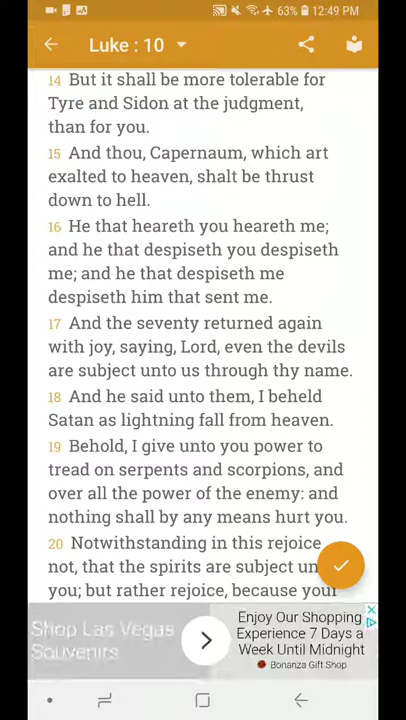 63% 12:49 PM
Luke : 10
14 But it shall be more tolerable for
Tyre and Sidon at the judgment,
than for you.
15 And thou, Capernaum, which art
exalted to heaven, shalt be thrust
down to hell.
16 He that heareth you heareth me;
and he that despiseth you despiseth
me; and he that despiseth me
despiseth him that sent me.
17 And the seventy returned again
with joy, saying, Lord, even the devils
are subject unto us through thy name.
18 And he said unto them, I beheld
Satan as lightning fall from heaven.
19 Behold, I give unto you power to
tread on serpents and scorpions, and
over all the power of the enemy: and
nothing shall by any means hurt you.
20 Notwithstanding in this rejoice
not, that the spirits are subject un
you; but rather rejoice, because your
Shop Las Vegas
Souvenirs
Enjoy Our Shopping
Experience 7 Days a
Week Until Midnight
Bonanza Gift Shop